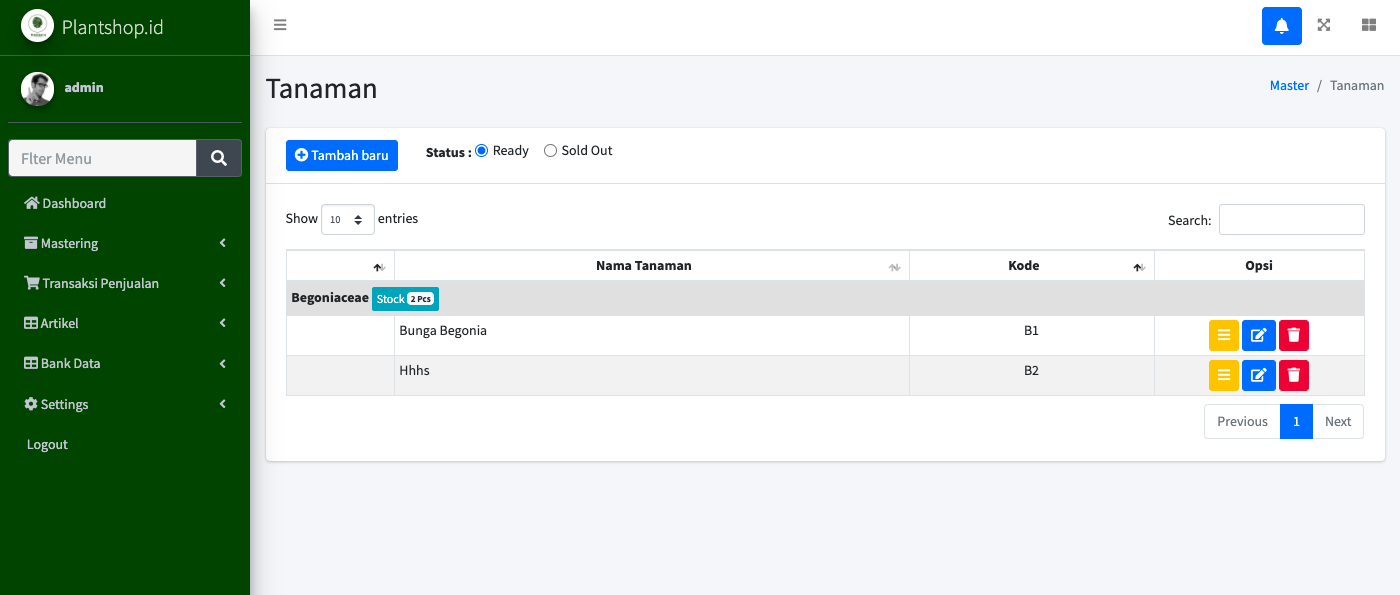 Plantshop.id
admin
Flter Menu
Dashboard
Mastering
Transaksi Penjualan
Artikel
Bank Data
Settings
Logout
Tanaman
Master / Tanaman
Tambah baru Status : Ready Sold Out
Show 10 entries Search:
Nama Tanaman Kode Opsi
Begoniaceae Stock 2 Pcs
Bunga Begonia B1
Hhhs B2
Previous 1 Next